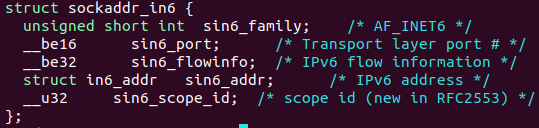 struct sockaddr_in6 {
  unsigned short int  sin6_family;    /* AF_INET6 */
  __be16      sin6_port;      /* Transport layer port # */
  __be32      sin6_flowinfo;  /* IPv6 flow information */
  struct in6_addr   sin6_addr;      /* IPv6 address */
  __u32     sin6_scope_id;  /* scope id (new in RFC2553) */
};